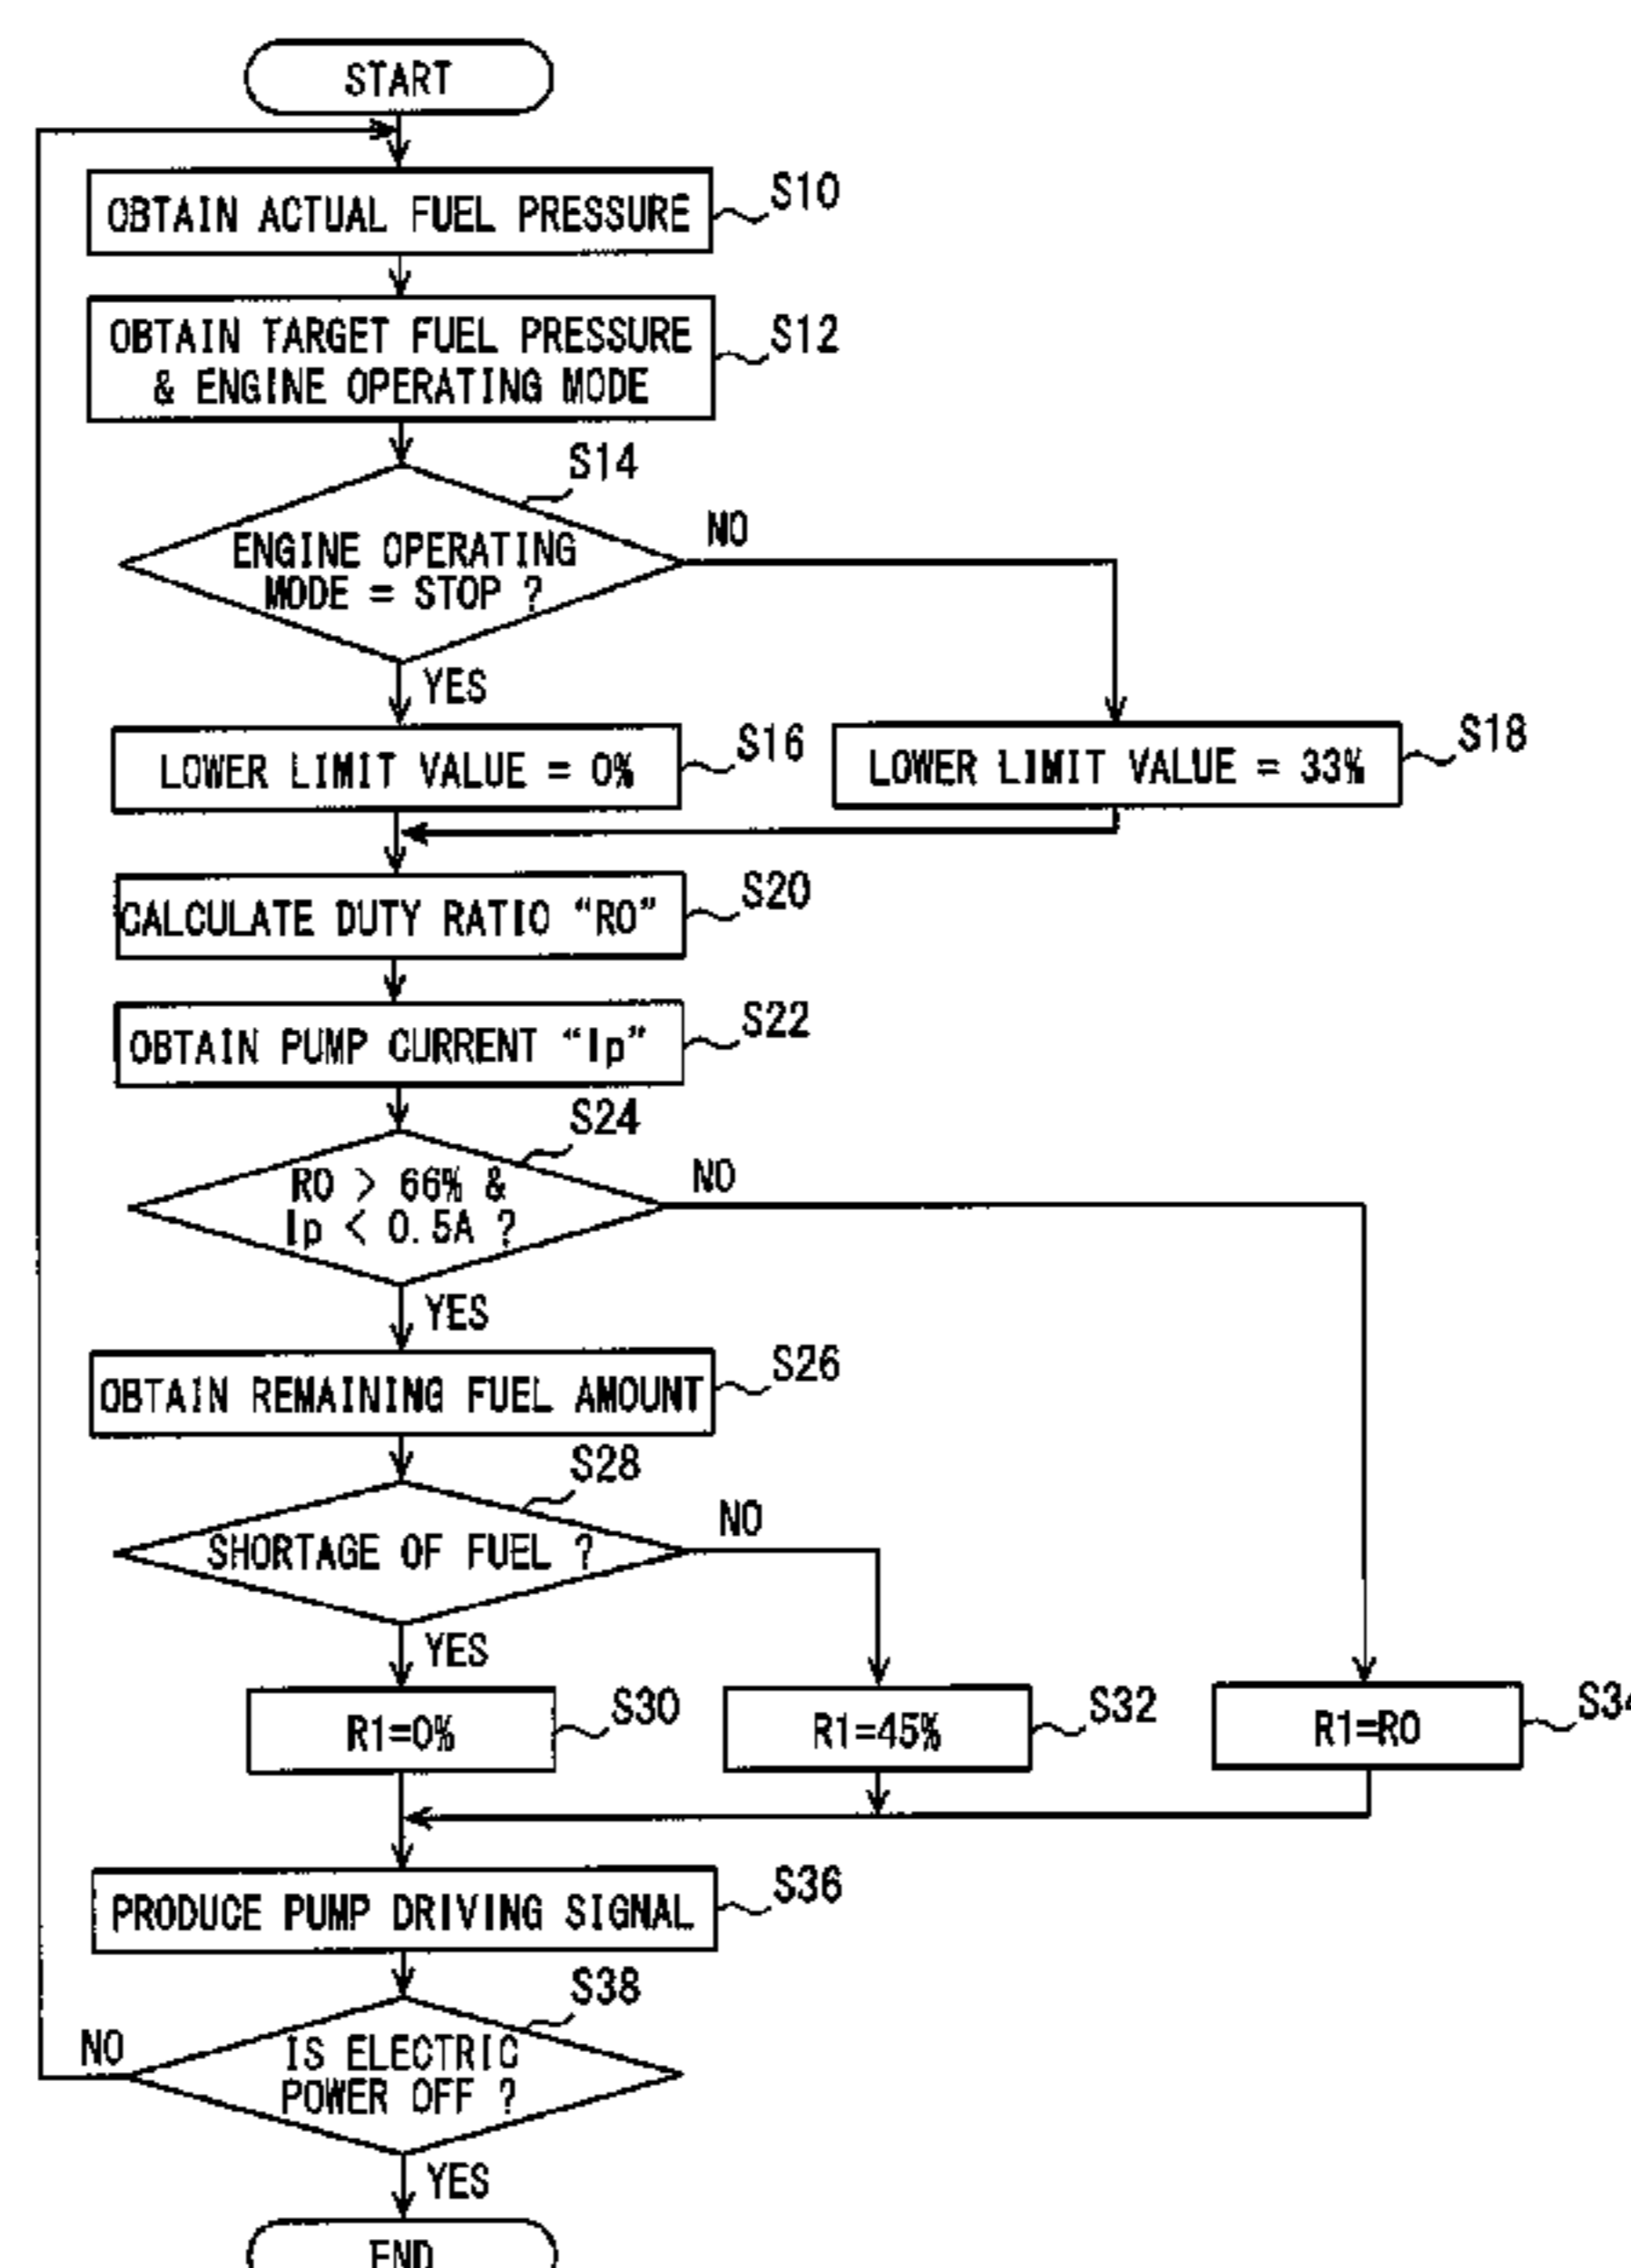 START
OBTAIN ACTUAL FUEL PRESSURE
S10
OBTAIN TARGET FUEL PRESSURE
& ENGINE OPERATING MODE
S12
S14
ENGINE OPERATING
MODE = STOP ?
NO
YES
LOWER LIMIT VALUE = 0%
S16
LOWER LIMIT VALUE = 33%
S18
CALCULATE DUTY RATIO “R0”
S20
OBTAIN PUMP CURRENT “Ip”
S22
S24
R0 > 66% &
Ip < 0.5A ?
NO
YES
OBTAIN REMAINING FUEL AMOUNT
S26
S28
SHORTAGE OF FUEL ?
NO
YES
R1=0%
S30
R1=45%
S32
R1=R0
S34
PRODUCE PUMP DRIVING SIGNAL
S36
S38
IS ELECTRIC
POWER OFF ?
NO
YES
END